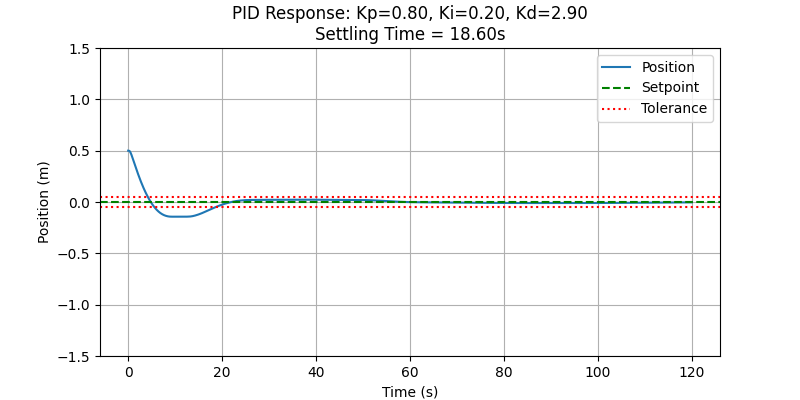 PID Response: Kp=0.80, Ki=0.20, Kd=2.90
Settling Time = 18.60s
1.5
1.0
0.5
0.0
−0.5
−1.0
−1.5
Position (m)
Position
Setpoint
Tolerance
0 20 40 60 80 100 120
Time (s)